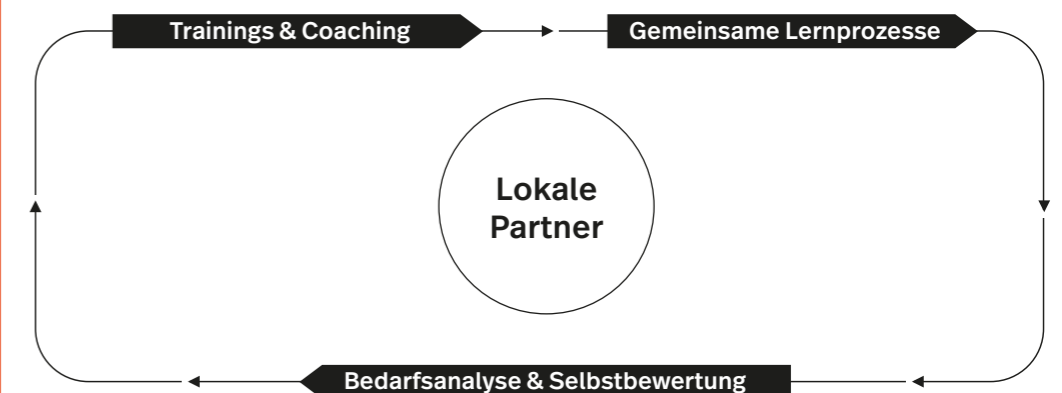 Trainings & Coaching
Gemeinsame Lernprozesse
Lokale
Partner
Bedarfsanalyse & Selbstbewertung